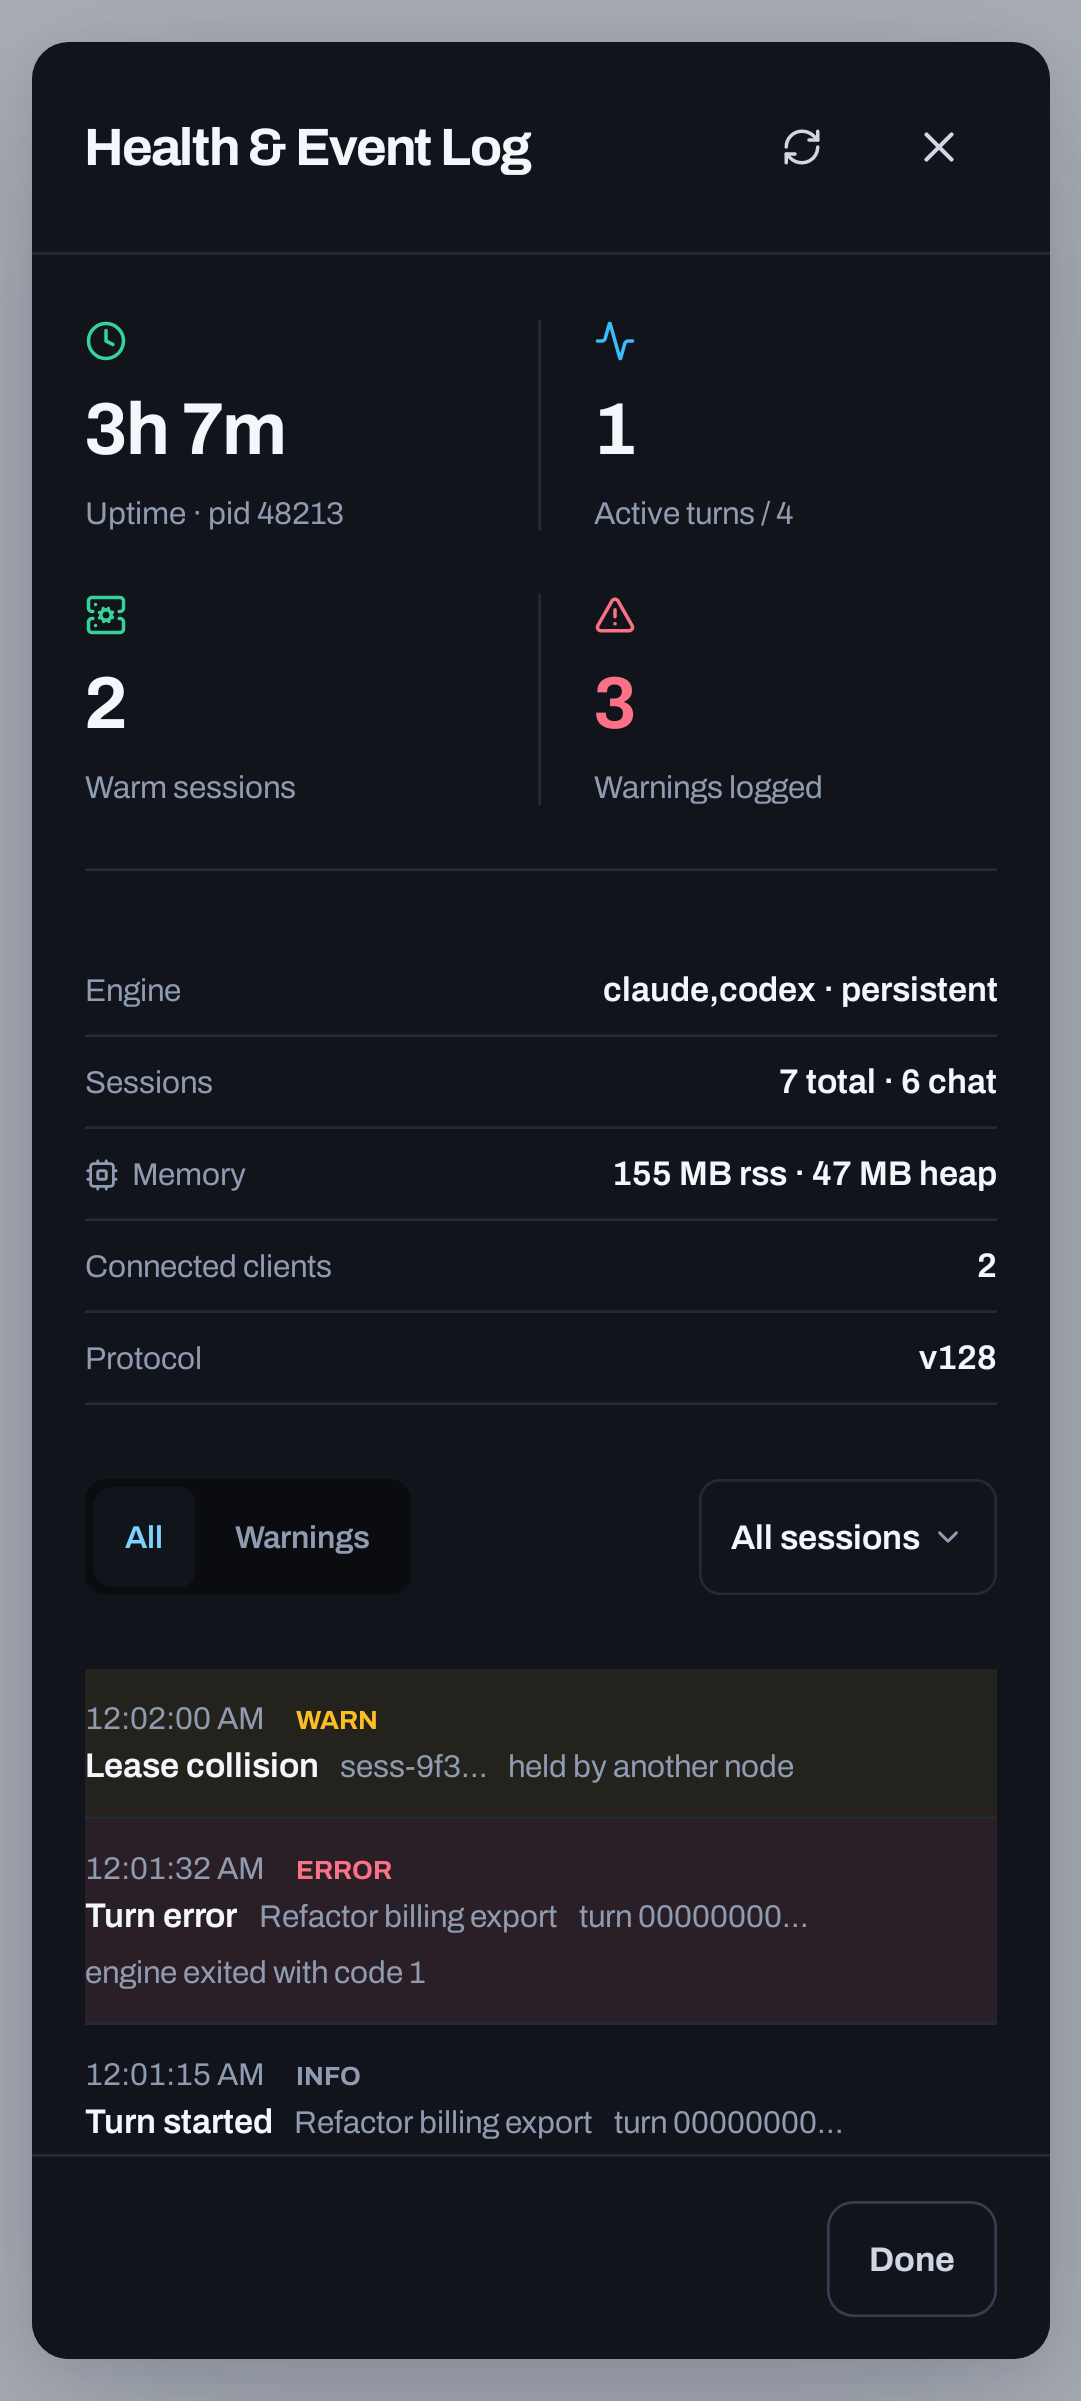 Health & Event Log
3h 7m
Uptime · pid 48213
1
Active turns / 4
2
Warm sessions
3
Warnings logged
Engine claude,codex · persistent
Sessions 7 total · 6 chat
Memory 155 MB rss · 47 MB heap
Connected clients 2
Protocol v128
All Warnings All sessions
12:02:00 AM WARN
Lease collision sess-9f3... held by another node
12:01:32 AM ERROR
Turn error Refactor billing export turn 00000000...
engine exited with code 1
12:01:15 AM INFO
Turn started Refactor billing export turn 00000000...
Done